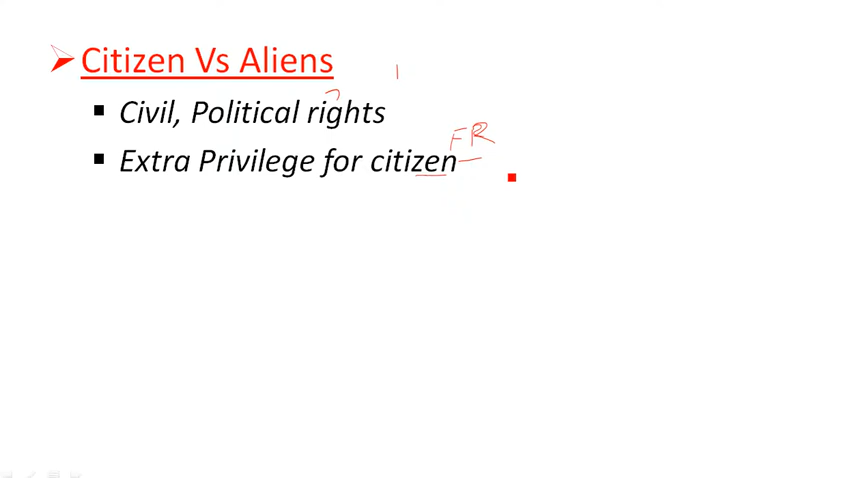 Citizen Vs Aliens
Civil, Political rights
FR
Extra Privilege for citizen